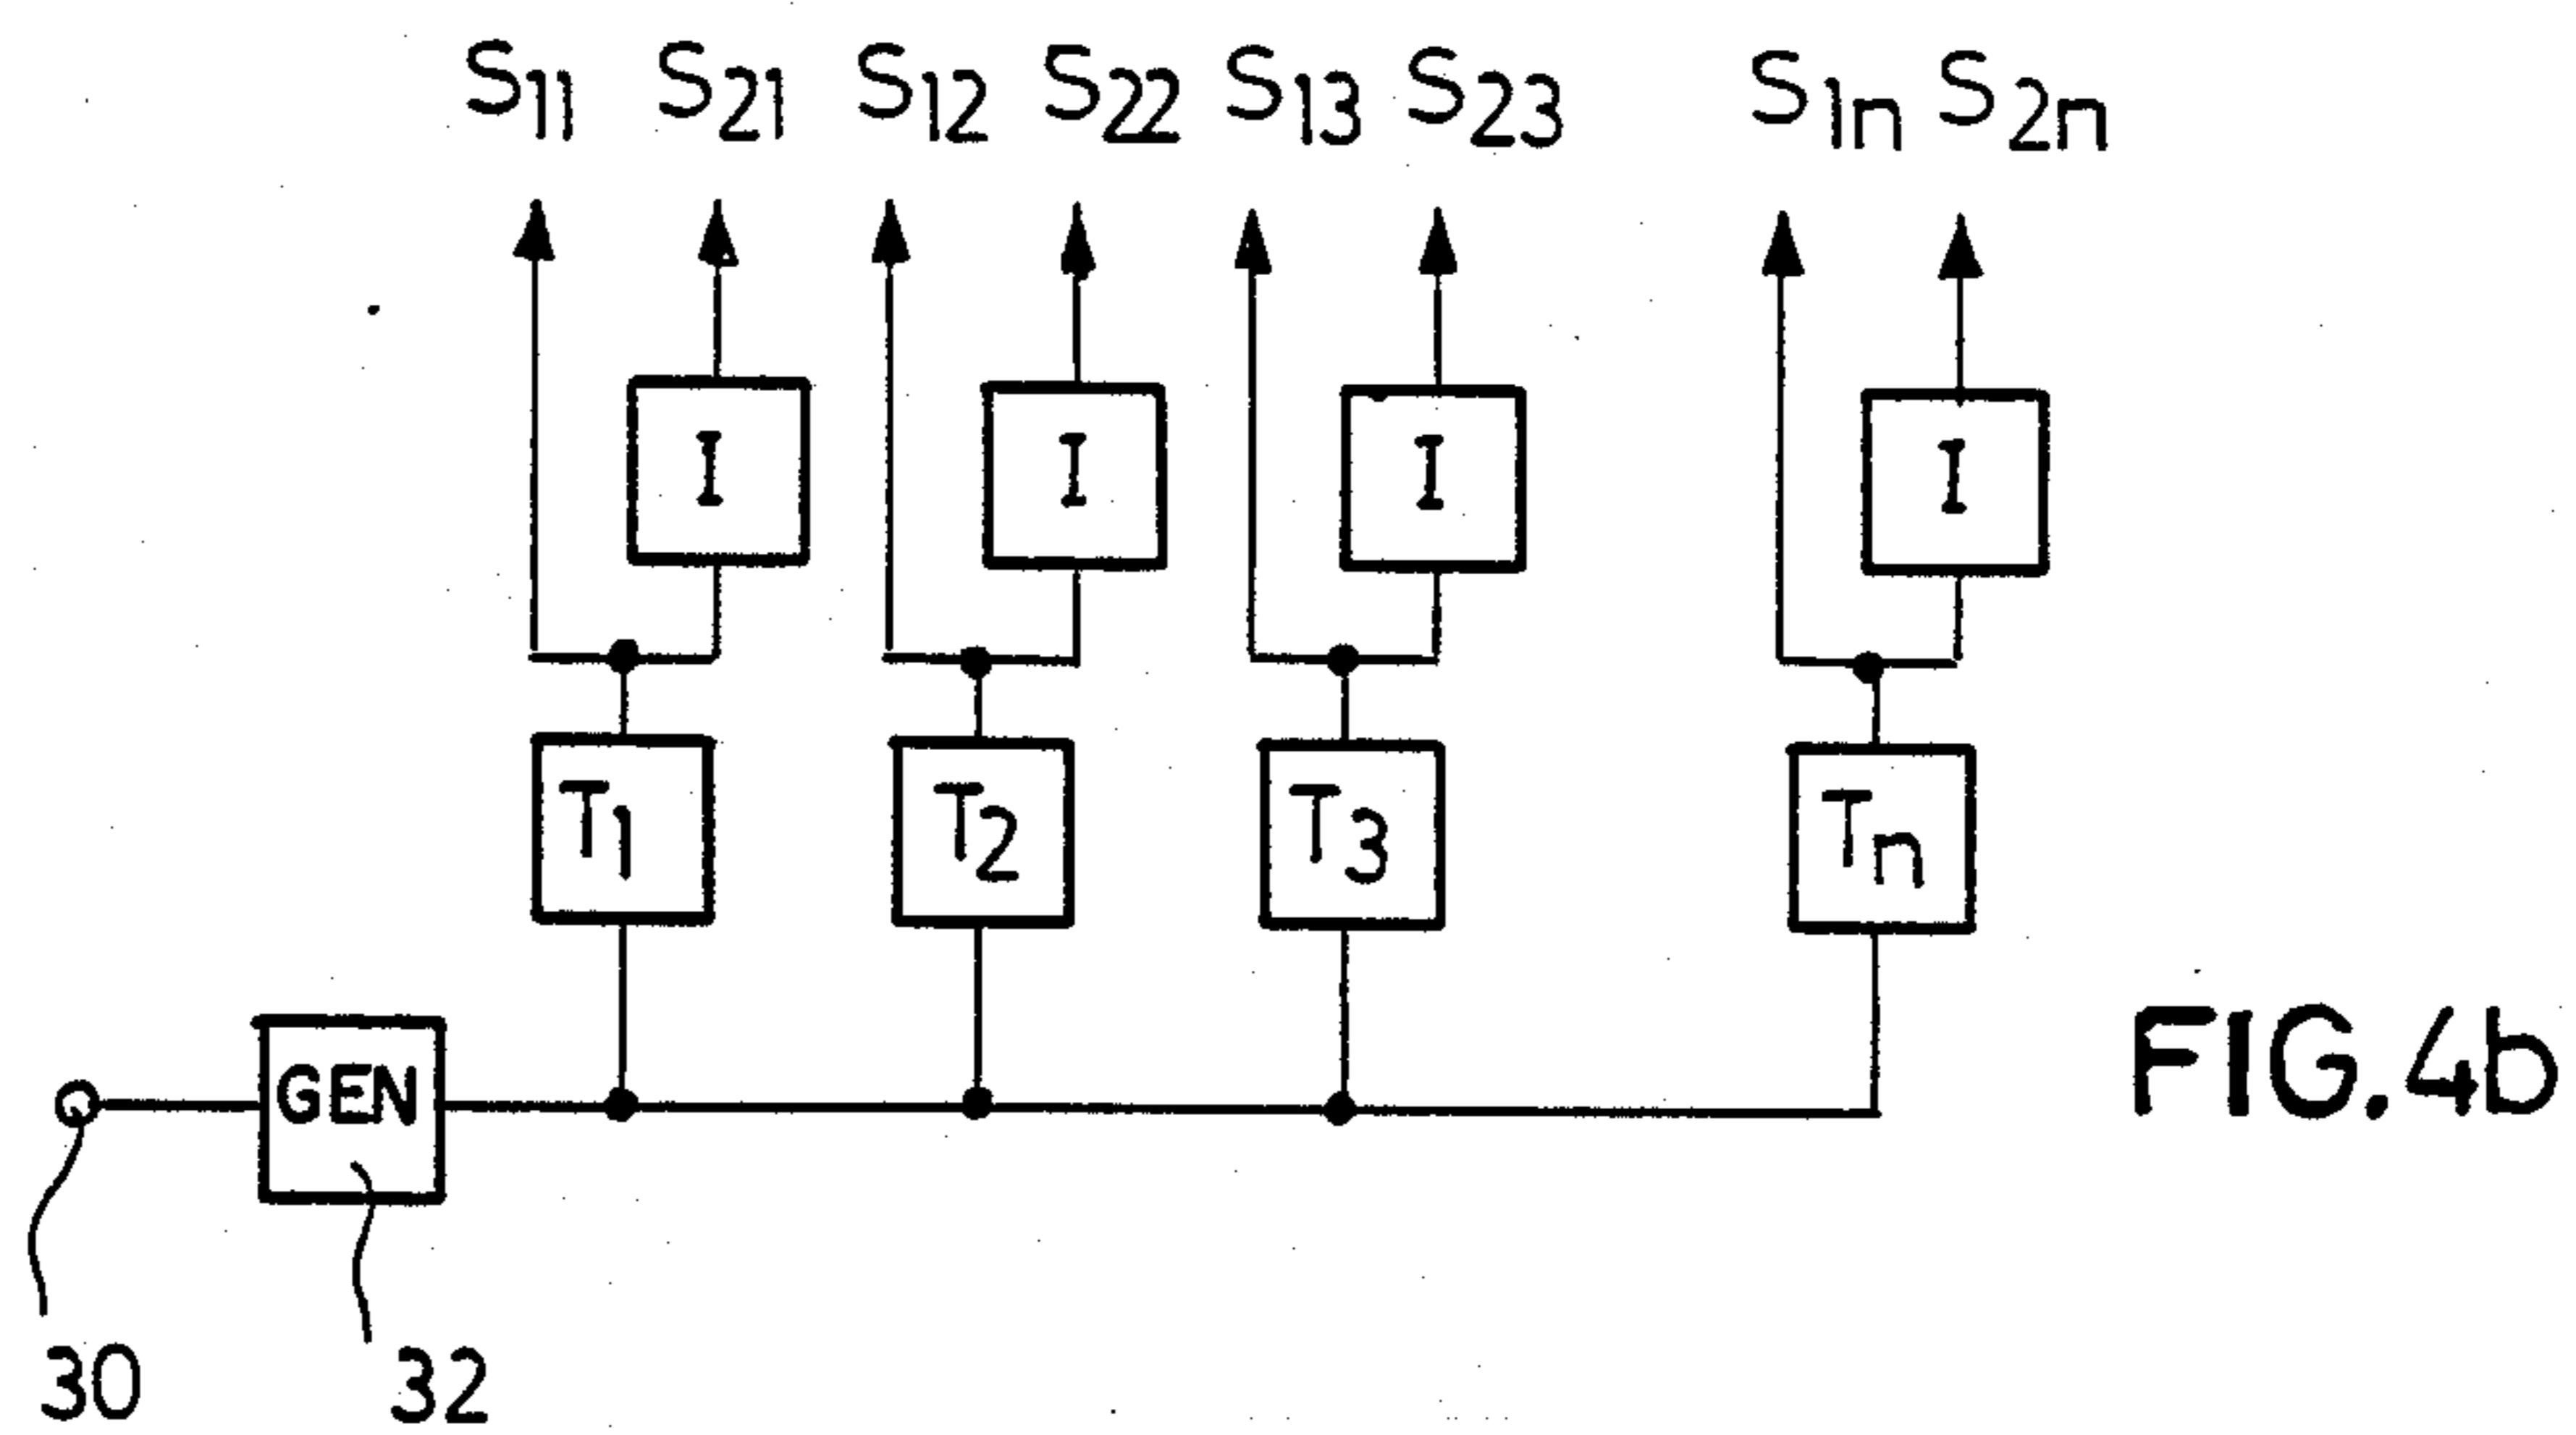 S11 S21 S12 S22 S13 S23 S1n S2n
I I I I
T1 T2 T3 Tn
GEN
FIG.4b
30 32